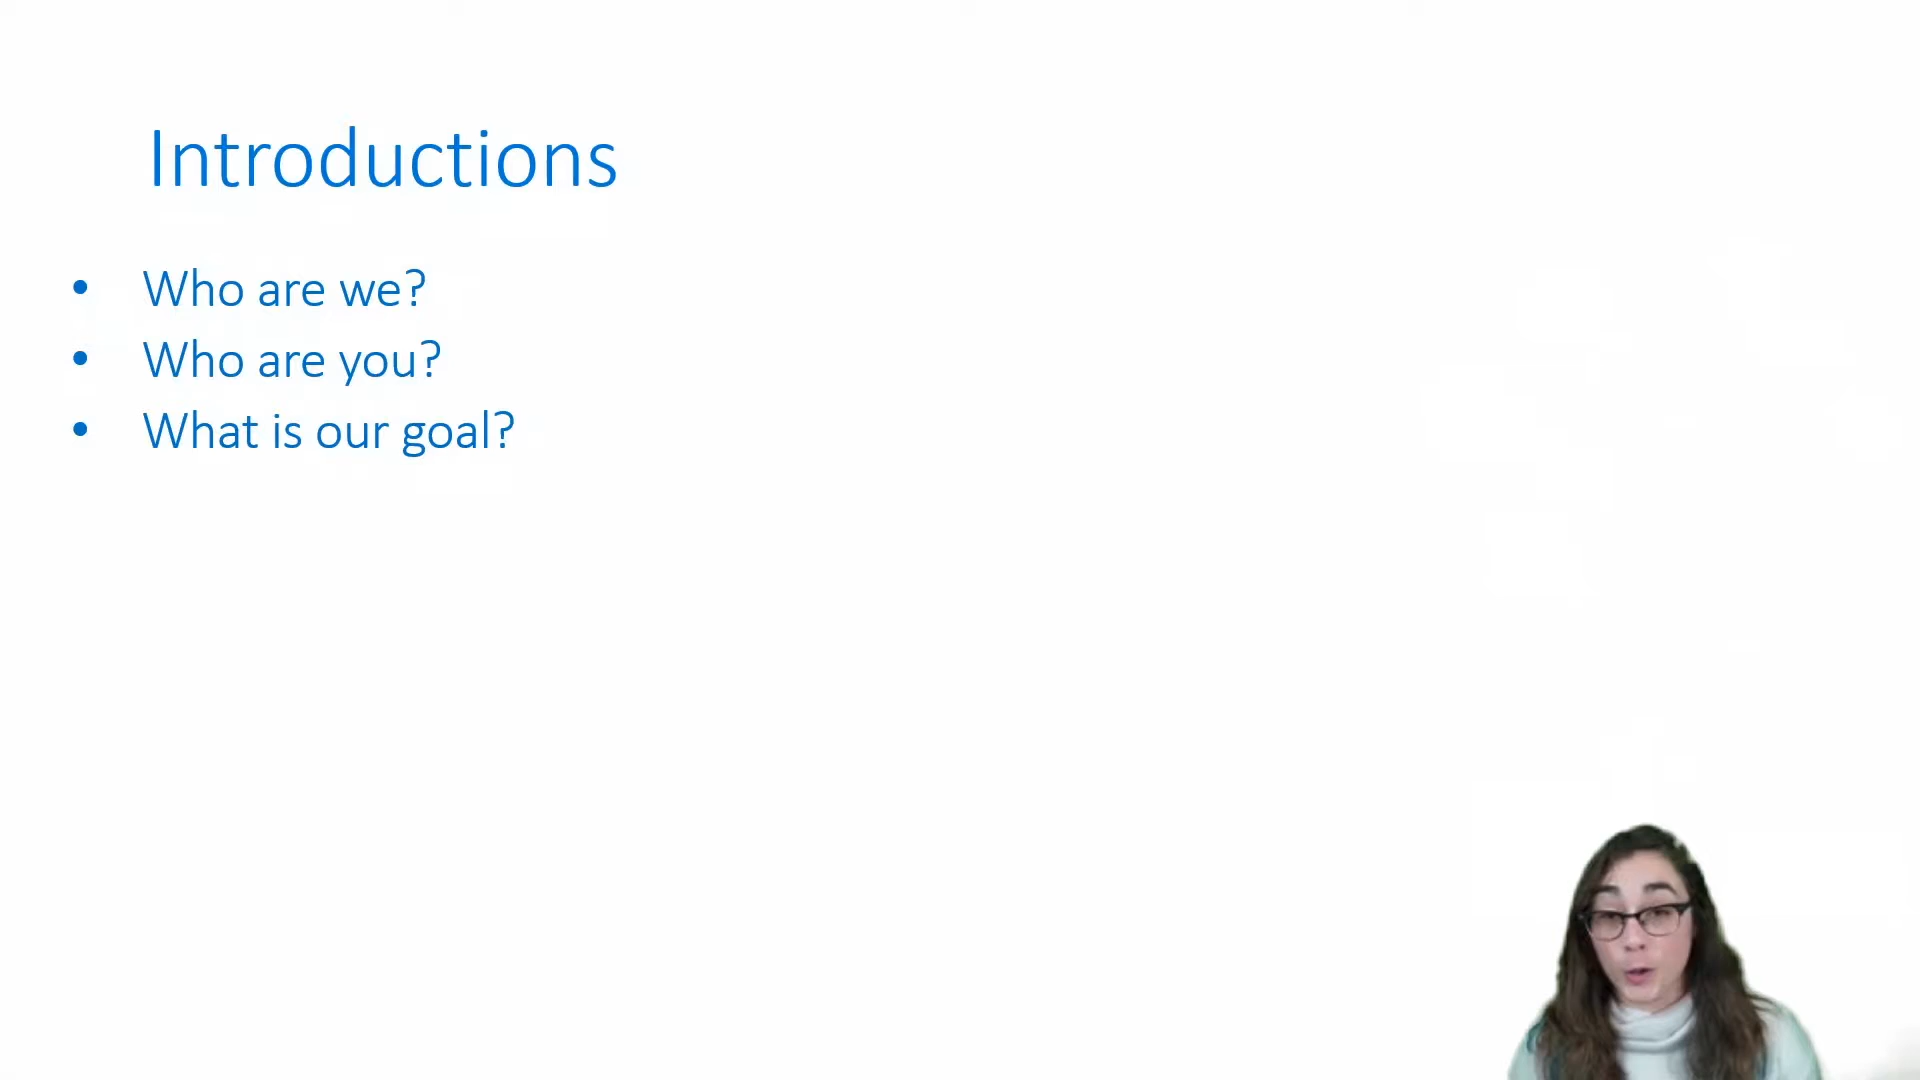 Introductions
• Who are we?
• Who are you?
• What is our goal?